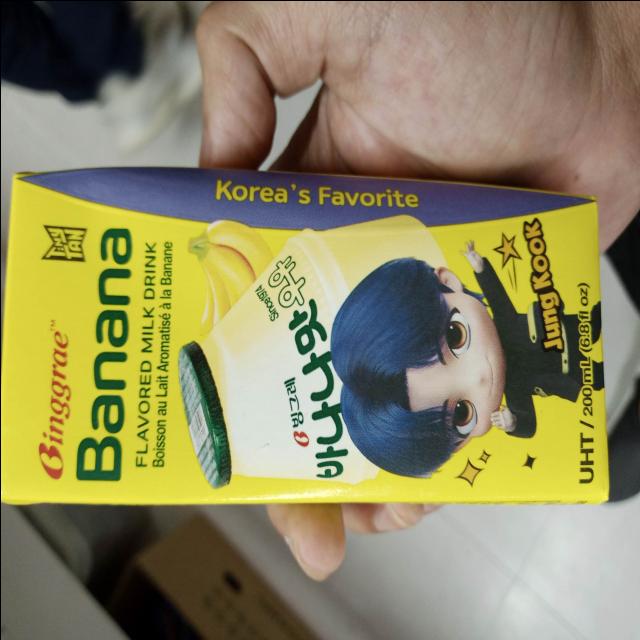 Korea's Favorite
TinyTAN
Binggrae™
Banana
FLAVORED MILK DRINK
Boisson au Lait Aromatisé à la Banane
Since1974
빙그레
바나나맛
우유
Jung Kook
UHT / 200 mL (6.8 fl oz)